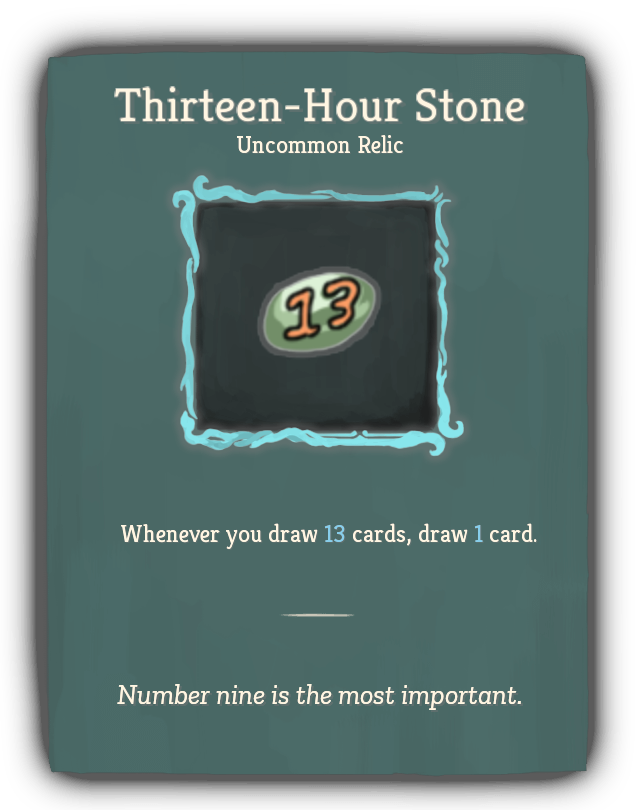 Thirteen-Hour Stone
Uncommon Relic
13
Whenever you draw 13 cards, draw 1 card.
Number nine is the most important.